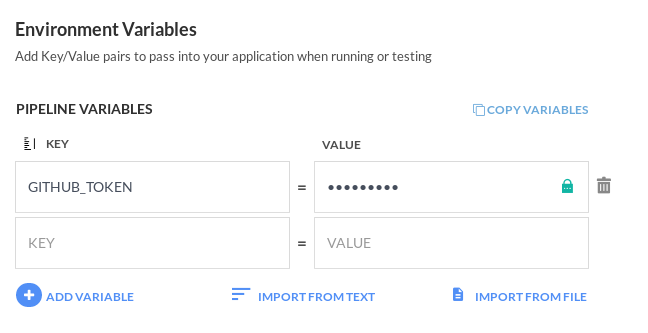 Environment Variables
Add Key/Value pairs to pass into your application when running or testing
PIPELINE VARIABLES
COPY VARIABLES
KEY
VALUE
GITHUB_TOKEN
=
•••••••••
KEY
=
VALUE
ADD VARIABLE
IMPORT FROM TEXT
IMPORT FROM FILE